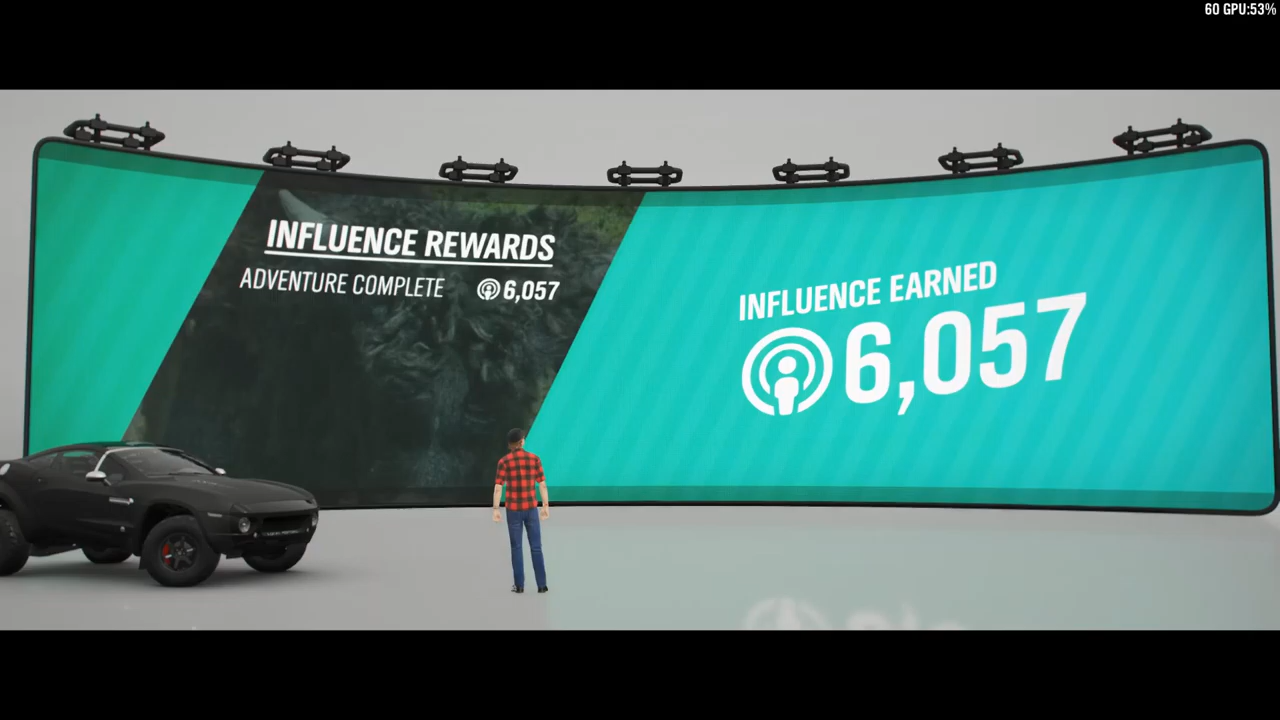 60 GPU:53%
INFLUENCE REWARDS
ADVENTURE COMPLETE 6,057
INFLUENCE EARNED
6,057